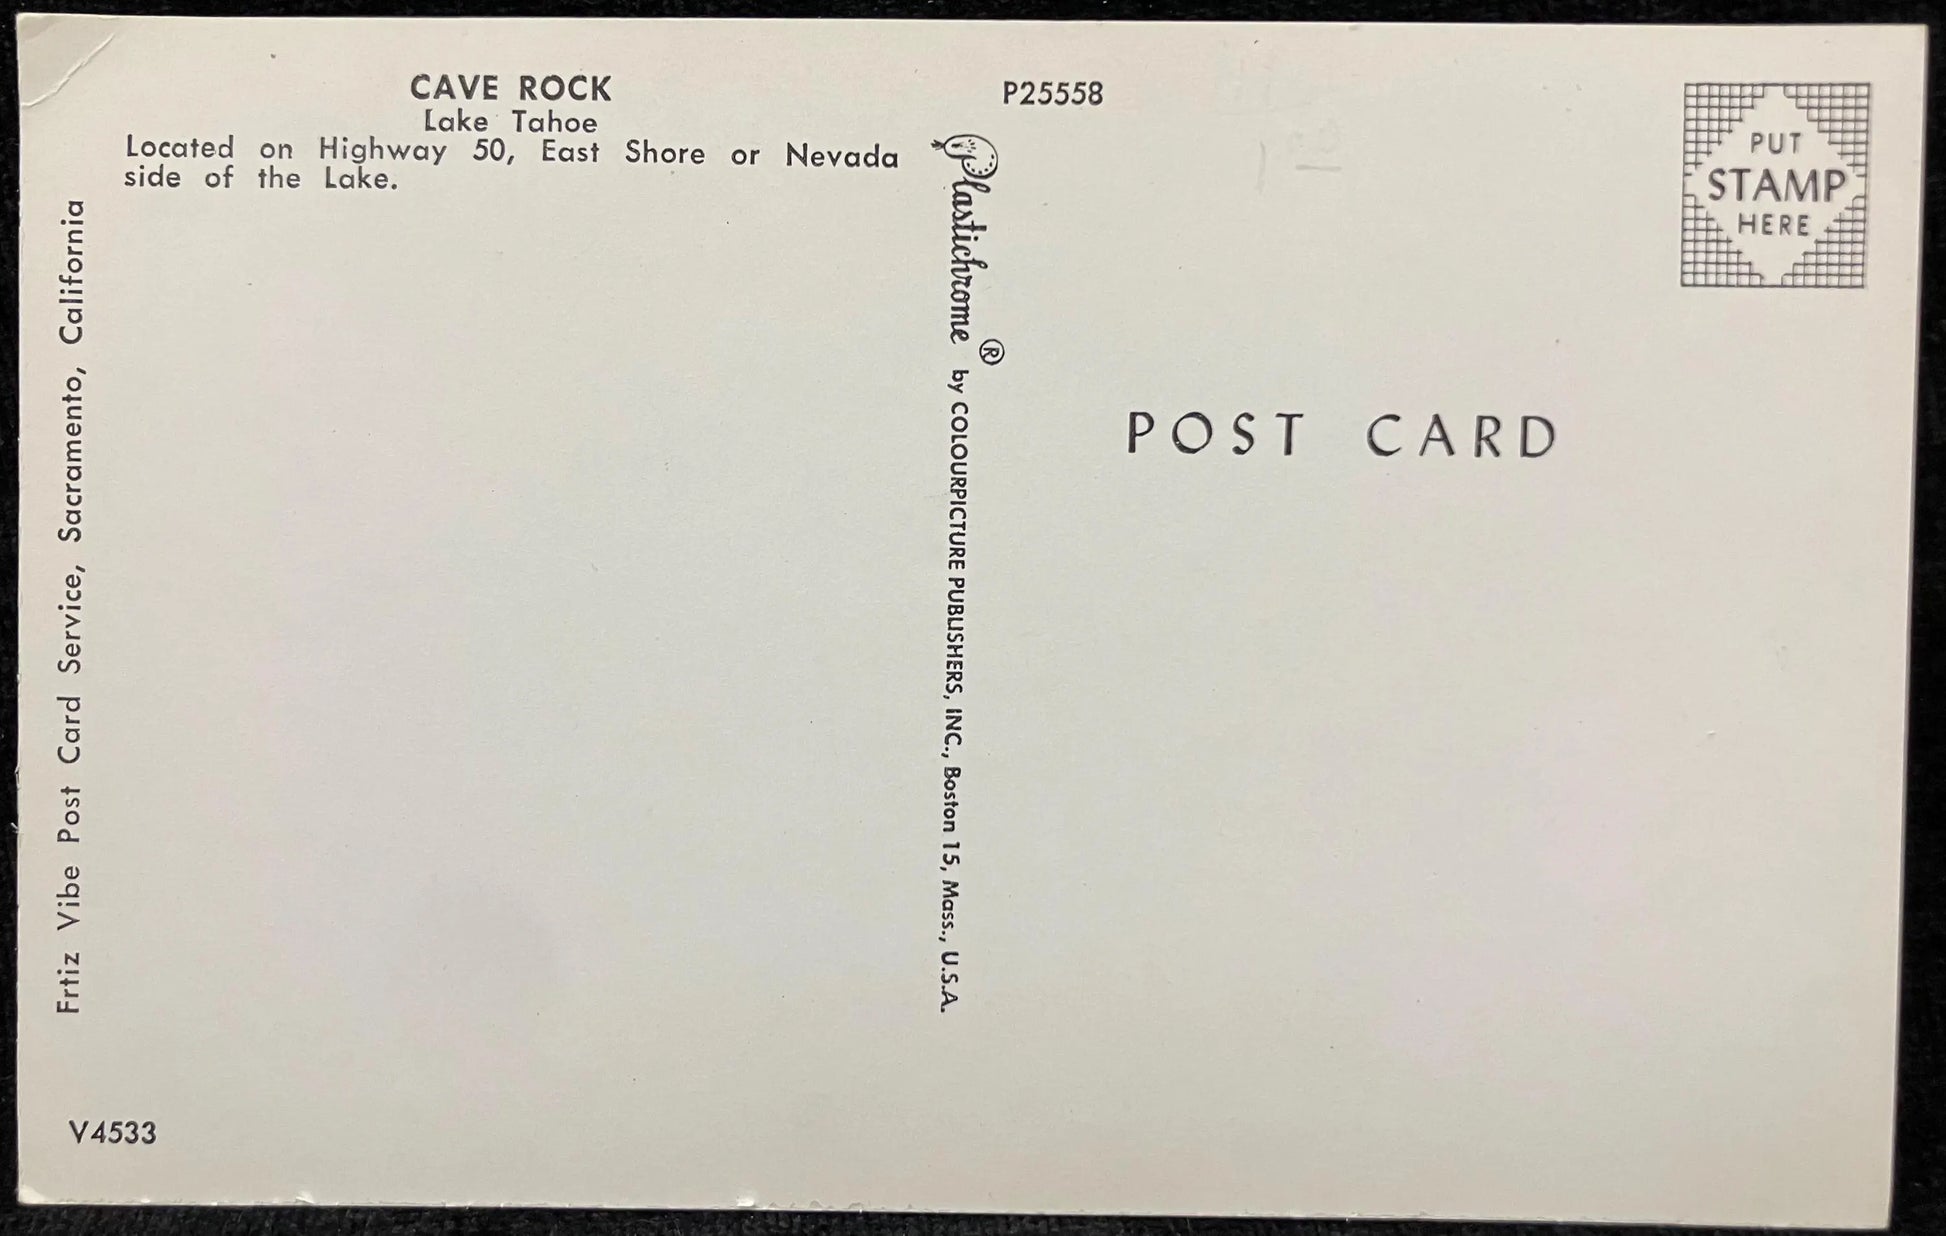 CAVE ROCK
Lake Tahoe
Located on Highway 50, East Shore or Nevada
side of the Lake.
Frtiz Vibe Post Card Service, Sacramento, California
V4533
P25558
Plastichrome ® by COLOURPICTURE PUBLISHERS, INC., Boston 15, Mass., U.S.A.
PUT
STAMP
HERE
POST CARD